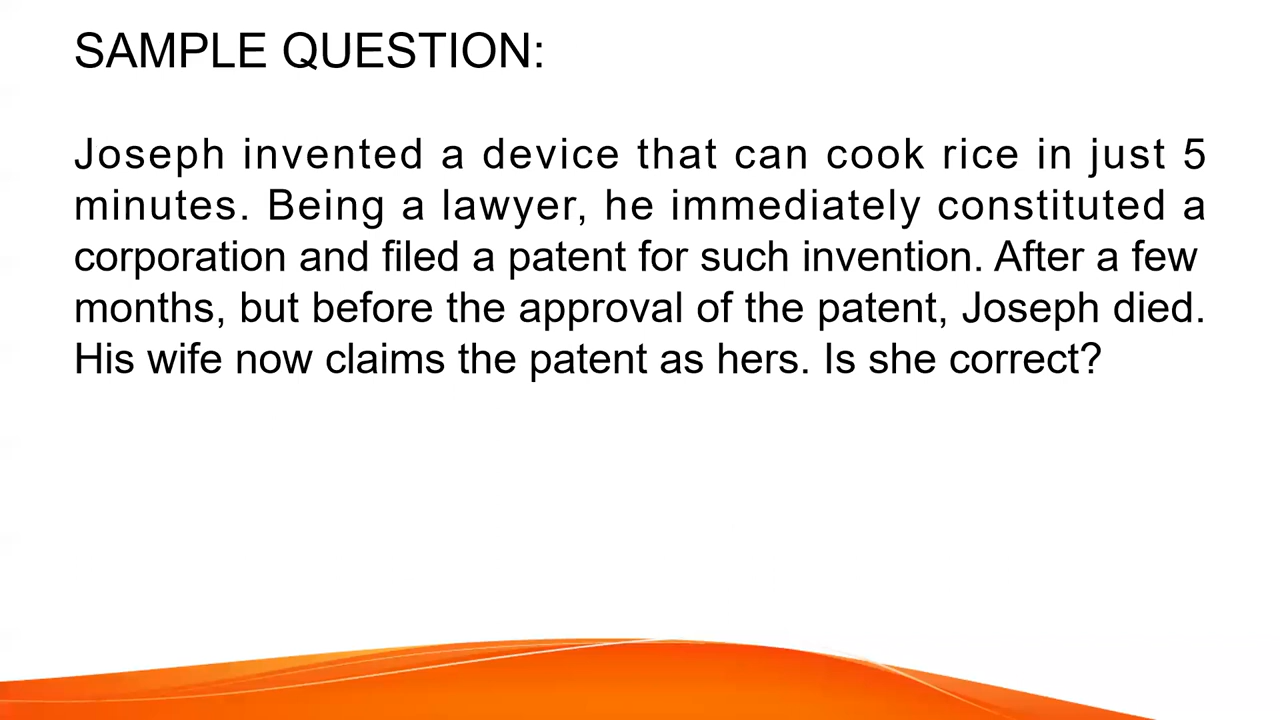 SAMPLE QUESTION:
Joseph invented a device that can cook rice in just 5
minutes. Being a lawyer, he immediately constituted a
corporation and filed a patent for such invention. After a few
months, but before the approval of the patent, Joseph died.
His wife now claims the patent as hers. Is she correct?